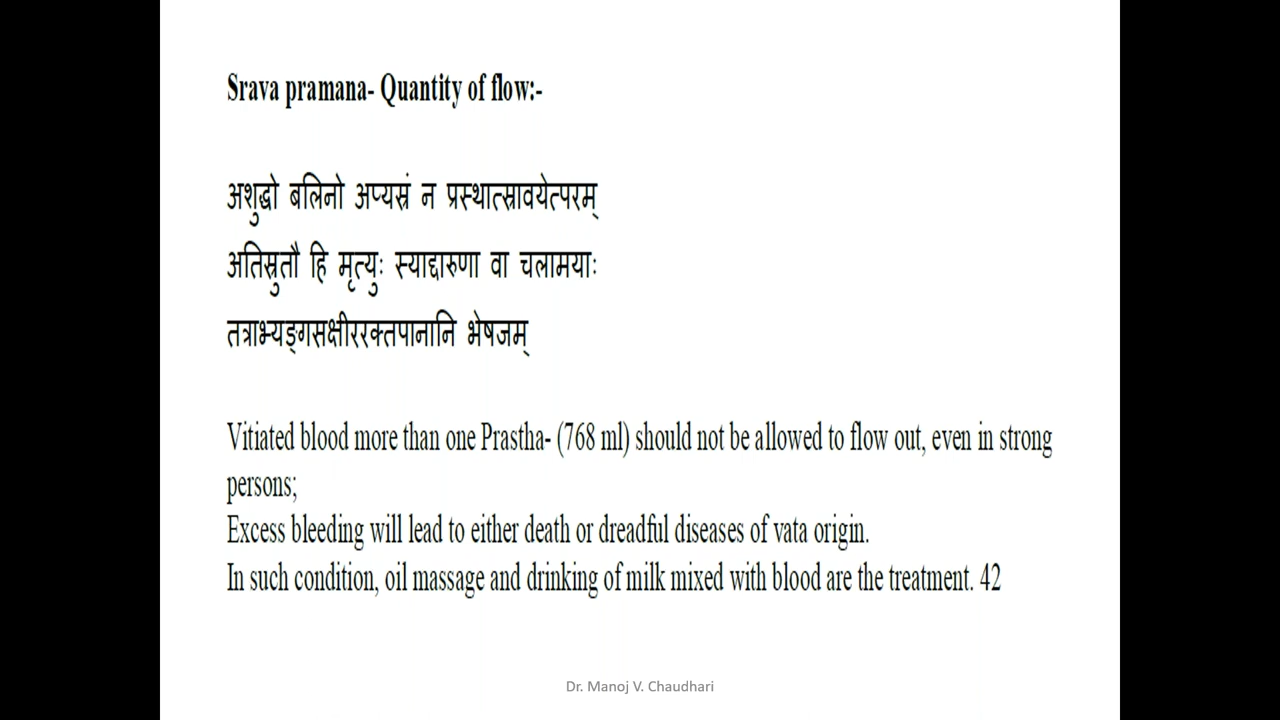 Srava pramana- Quantity of flow:-
अशुद्धो बलिनो अप्यस्रं न प्रस्थात्स्रावयेत्परम्
अतिस्रुतौ हि मृत्युः स्याद्दारुणा वा चलामयाः
तत्राभ्यङ्गसक्षीररक्तपानानि भेषजम्
Vitiated blood more than one Prastha- (768 ml) should not be allowed to flow out, even in strong
persons;
Excess bleeding will lead to either death or dreadful diseases of vata origin.
In such condition, oil massage and drinking of milk mixed with blood are the treatment. 42
Dr. Manoj V. Chaudhari